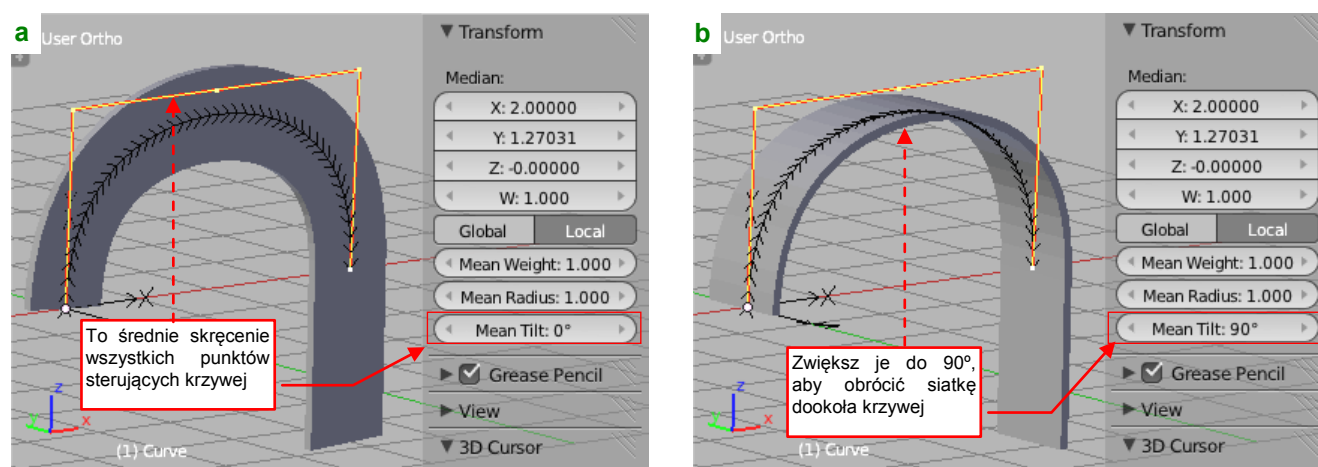 a
User Ortho
Transform
Median:
X: 2.00000
Y: 1.27031
Z: -0.00000
W: 1.000
Global Local
Mean Weight: 1.000
Mean Radius: 1.000
Mean Tilt: 0°
Grease Pencil
View
3D Cursor
To średnie skręcenie
wszystkich punktów
sterujących krzywej
z
y
x
X
(1) Curve
b
User Ortho
Transform
Median:
X: 2.00000
Y: 1.27031
Z: -0.00000
W: 1.000
Global Local
Mean Weight: 1.000
Mean Radius: 1.000
Mean Tilt: 90°
Grease Pencil
View
3D Cursor
Zwiększ je do 90º,
aby obrócić siatkę
dookoła krzywej
z
y
x
X
(1) Curve